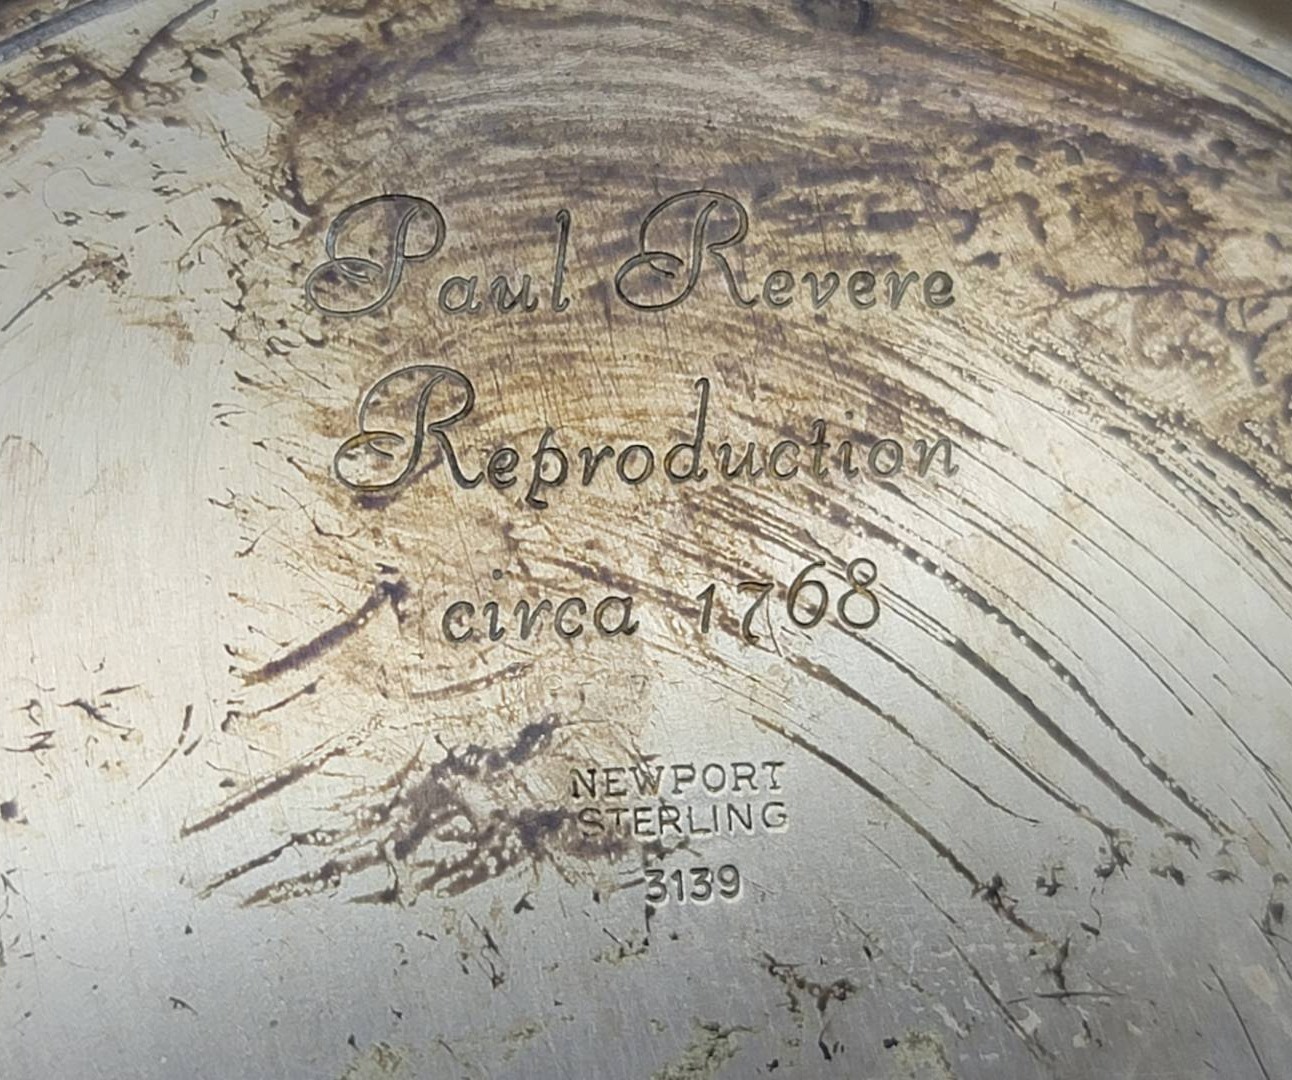 Paul Revere
Reproduction
circa 1768
NEWPORT
STERLING
3139